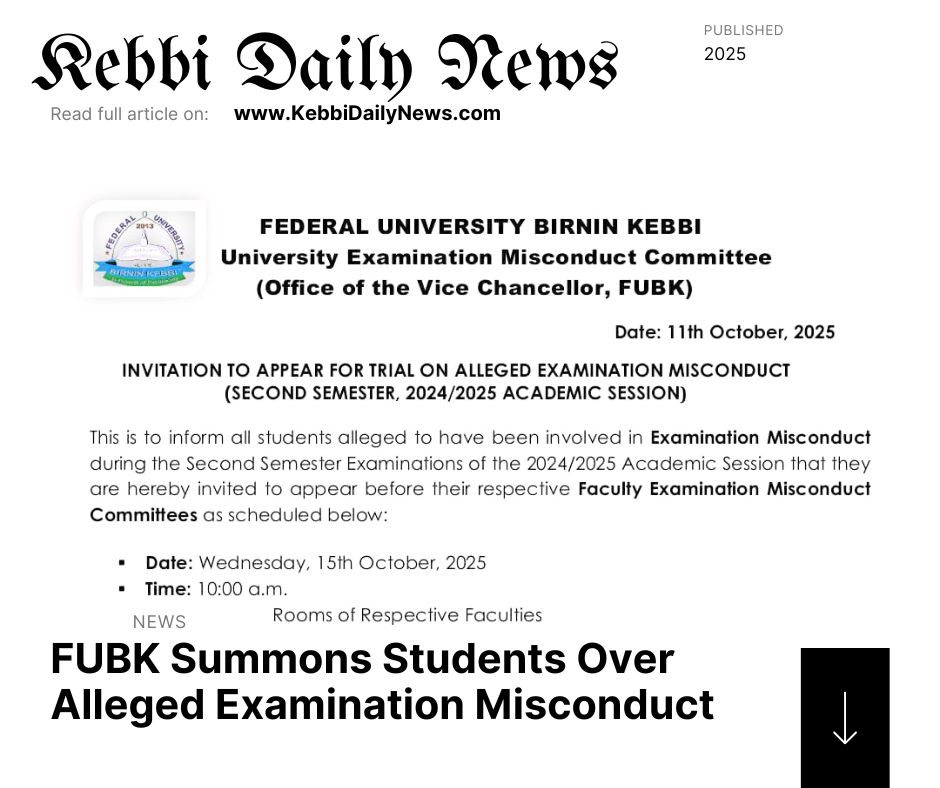 Kebbi Daily News
PUBLISHED
2025
Read full article on: www.KebbiDailyNews.com
FEDERAL UNIVERSITY
2013
BIRNIN KEBBI
FEDERAL UNIVERSITY BIRNIN KEBBI
University Examination Misconduct Committee
(Office of the Vice Chancellor, FUBK)
Date: 11th October, 2025
INVITATION TO APPEAR FOR TRIAL ON ALLEGED EXAMINATION MISCONDUCT
(SECOND SEMESTER, 2024/2025 ACADEMIC SESSION)
This is to inform all students alleged to have been involved in Examination Misconduct
during the Second Semester Examinations of the 2024/2025 Academic Session that they
are hereby invited to appear before their respective Faculty Examination Misconduct
Committees as scheduled below:
▪ Date: Wednesday, 15th October, 2025
▪ Time: 10:00 a.m.
Rooms of Respective Faculties
NEWS
FUBK Summons Students Over
Alleged Examination Misconduct